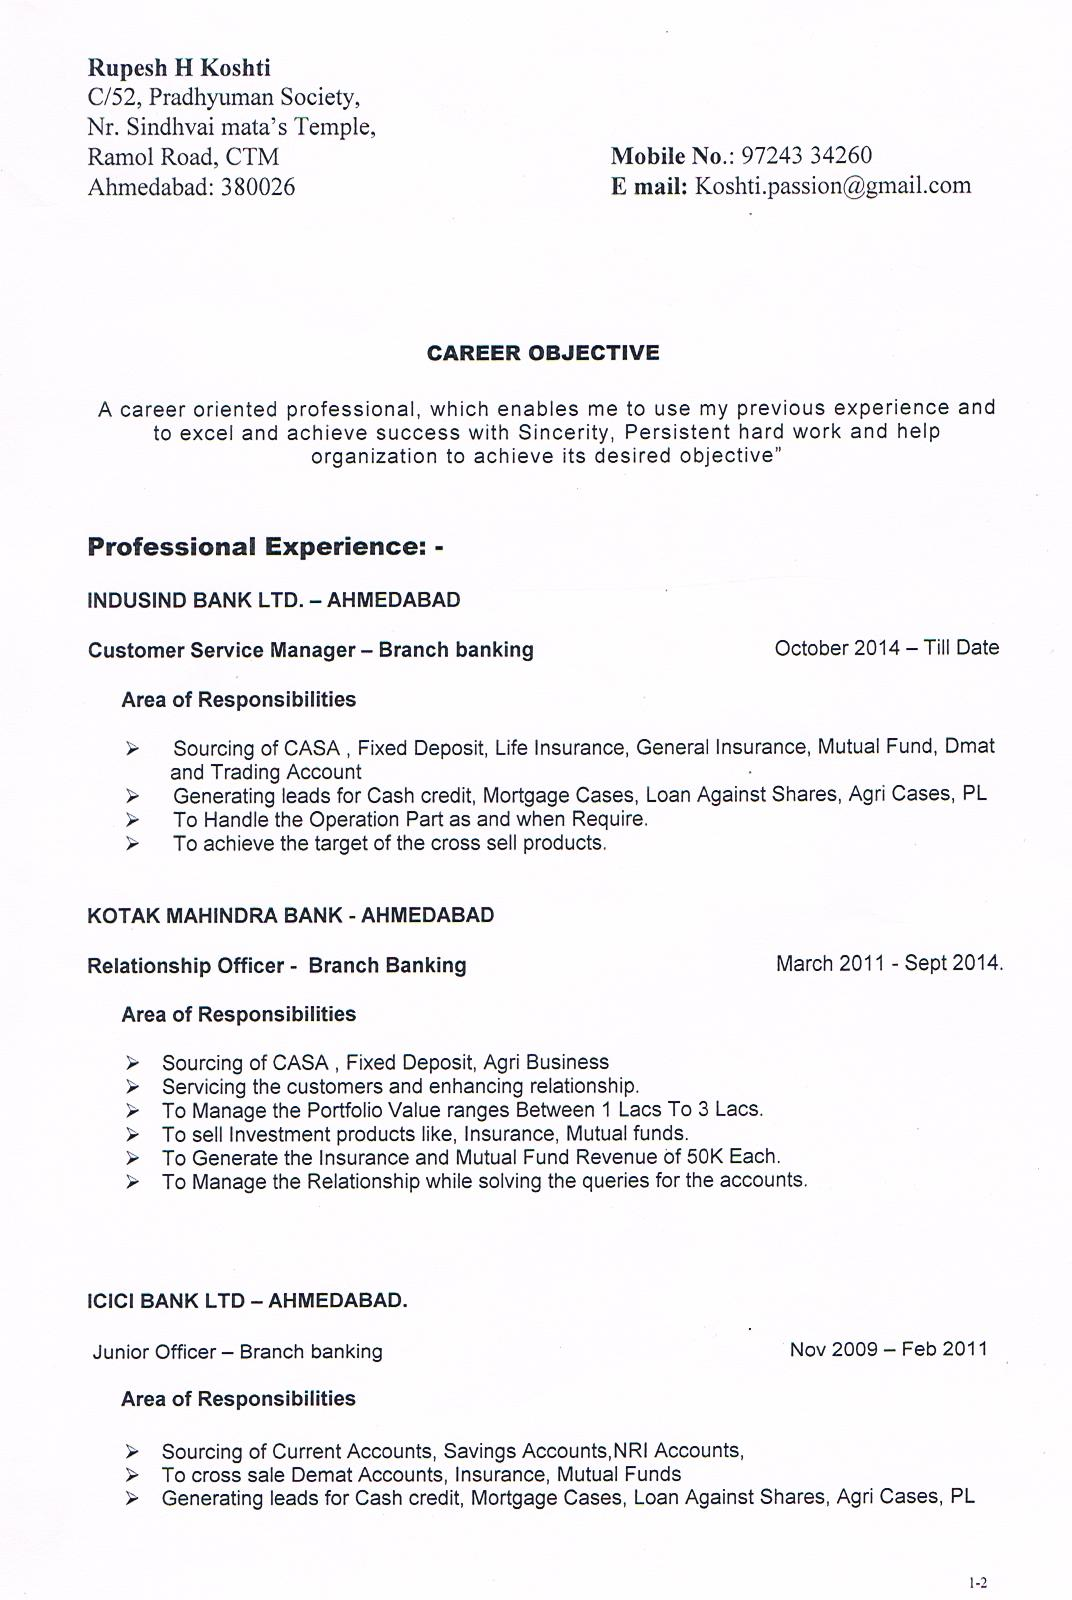 Rupesh H Koshti
C/52, Pradhyuman Society,
Nr. Sindhvai mata's Temple,
Ramol Road, CTM
Mobile No.: 97243 34260
Ahmedabad: 380026
E mail: Koshti.passion@gmail.com
CAREER OBJECTIVE
A career oriented professional, which enables me to use my previous experience and
to excel and achieve success with Sincerity, Persistent hard work and help
organization to achieve its desired objective"
Professional Experience: -
INDUSIND BANK LTD. – AHMEDABAD
Customer Service Manager – Branch banking October 2014 – Till Date
Area of Responsibilities
➢ Sourcing of CASA , Fixed Deposit, Life Insurance, General Insurance, Mutual Fund, Dmat
and Trading Account
➢ Generating leads for Cash credit, Mortgage Cases, Loan Against Shares, Agri Cases, PL
➢ To Handle the Operation Part as and when Require.
➢ To achieve the target of the cross sell products.
KOTAK MAHINDRA BANK - AHMEDABAD
Relationship Officer - Branch Banking March 2011 - Sept 2014.
Area of Responsibilities
➢ Sourcing of CASA , Fixed Deposit, Agri Business
➢ Servicing the customers and enhancing relationship.
➢ To Manage the Portfolio Value ranges Between 1 Lacs To 3 Lacs.
➢ To sell Investment products like, Insurance, Mutual funds.
➢ To Generate the Insurance and Mutual Fund Revenue of 50K Each.
➢ To Manage the Relationship while solving the queries for the accounts.
ICICI BANK LTD – AHMEDABAD.
Junior Officer – Branch banking Nov 2009 – Feb 2011
Area of Responsibilities
➢ Sourcing of Current Accounts, Savings Accounts,NRI Accounts,
➢ To cross sale Demat Accounts, Insurance, Mutual Funds
➢ Generating leads for Cash credit, Mortgage Cases, Loan Against Shares, Agri Cases, PL
1-2